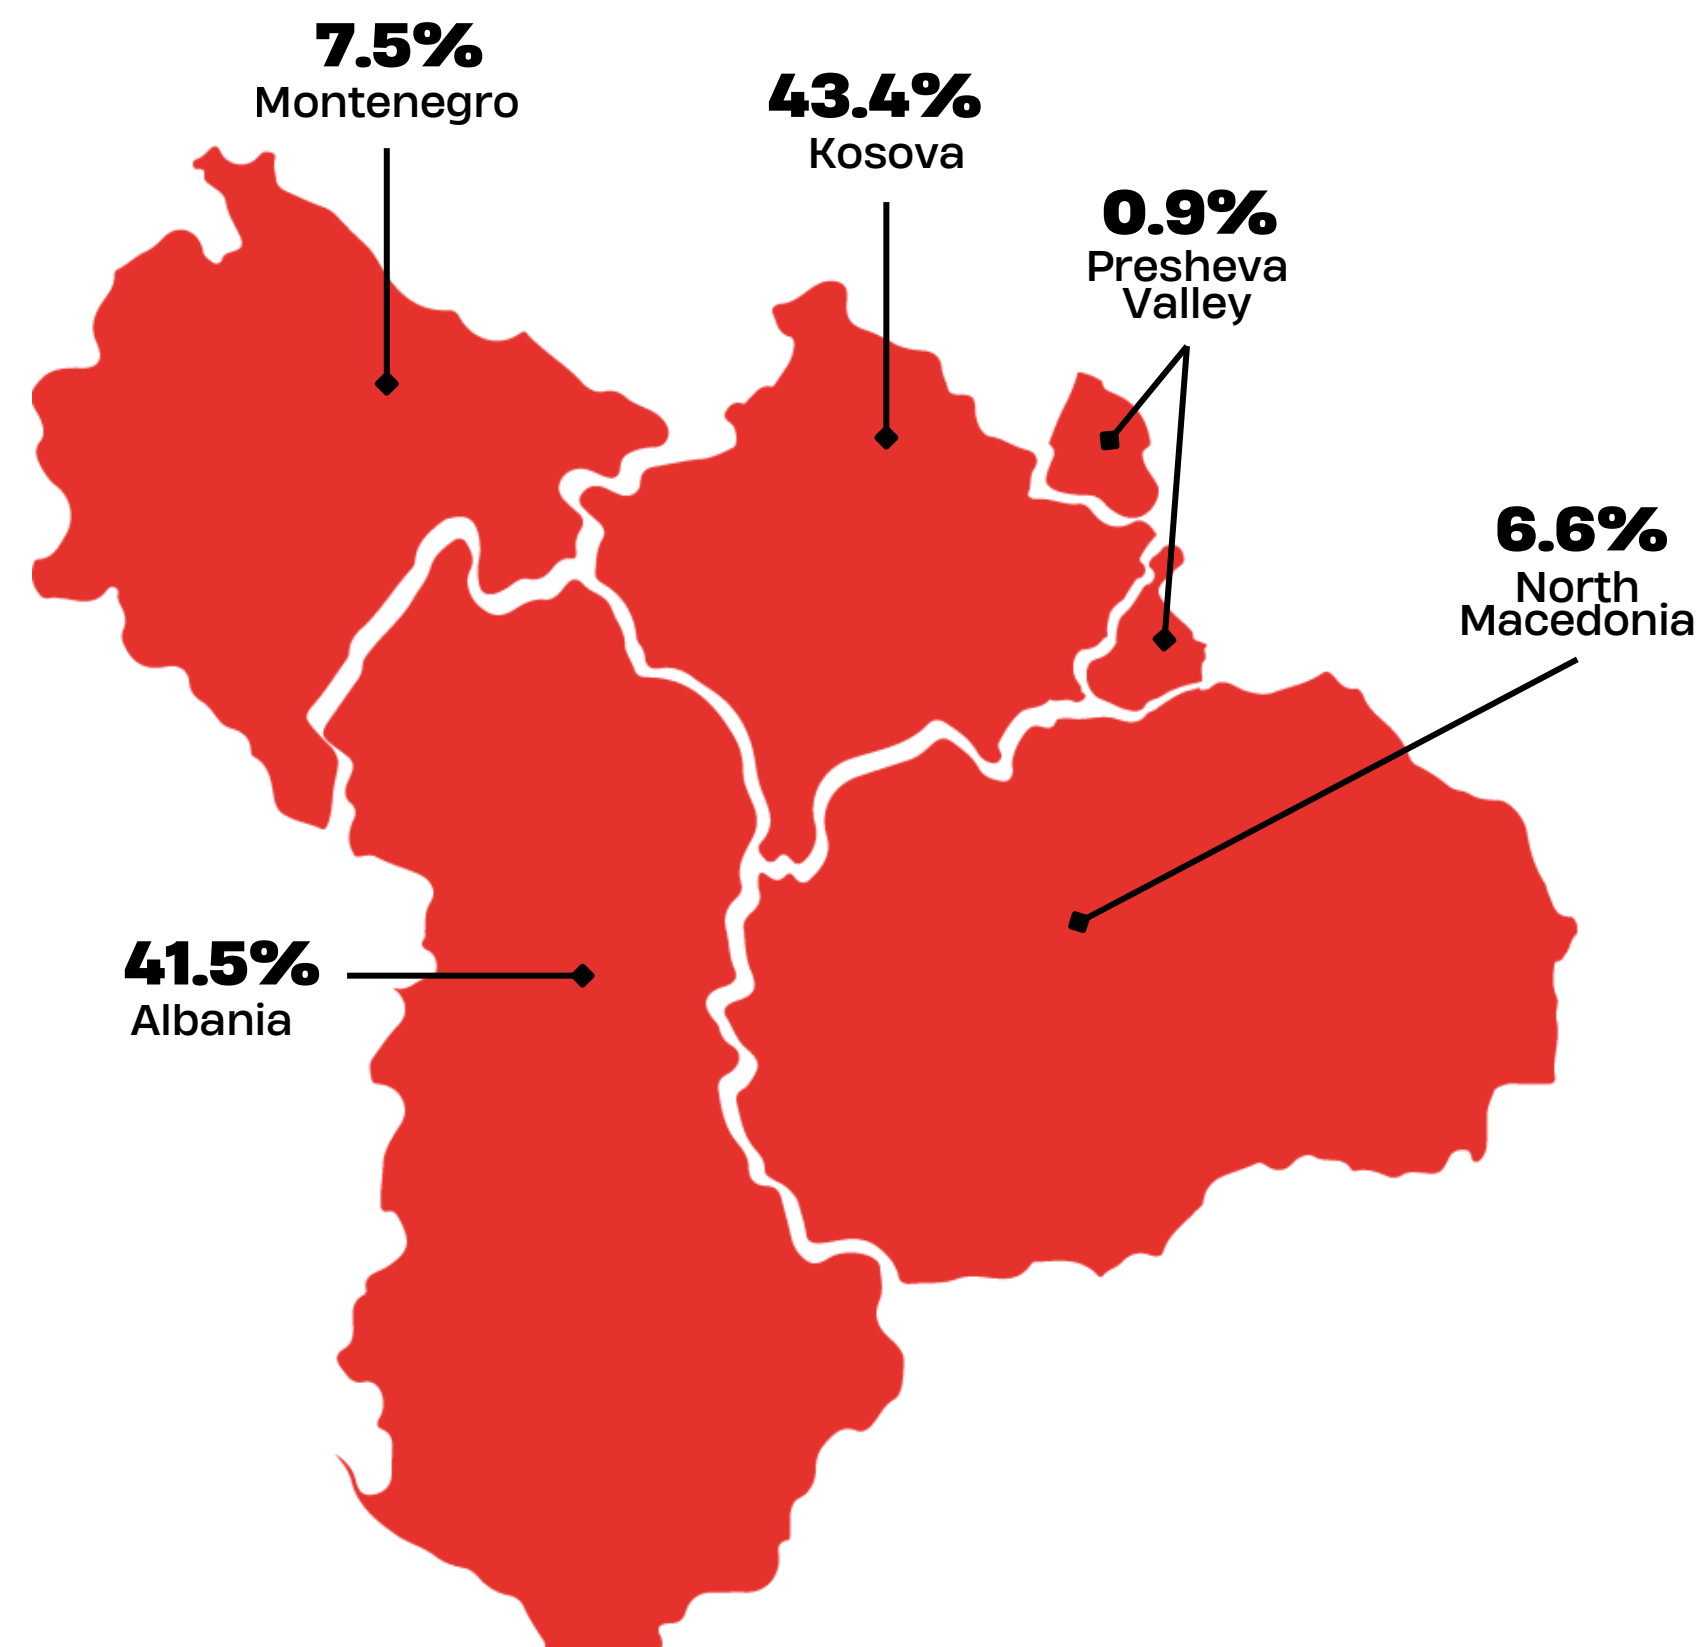 7.5%
Montenegro
43.4%
Kosova
0.9%
Presheva
Valley
6.6%
North
Macedonia
41.5%
Albania